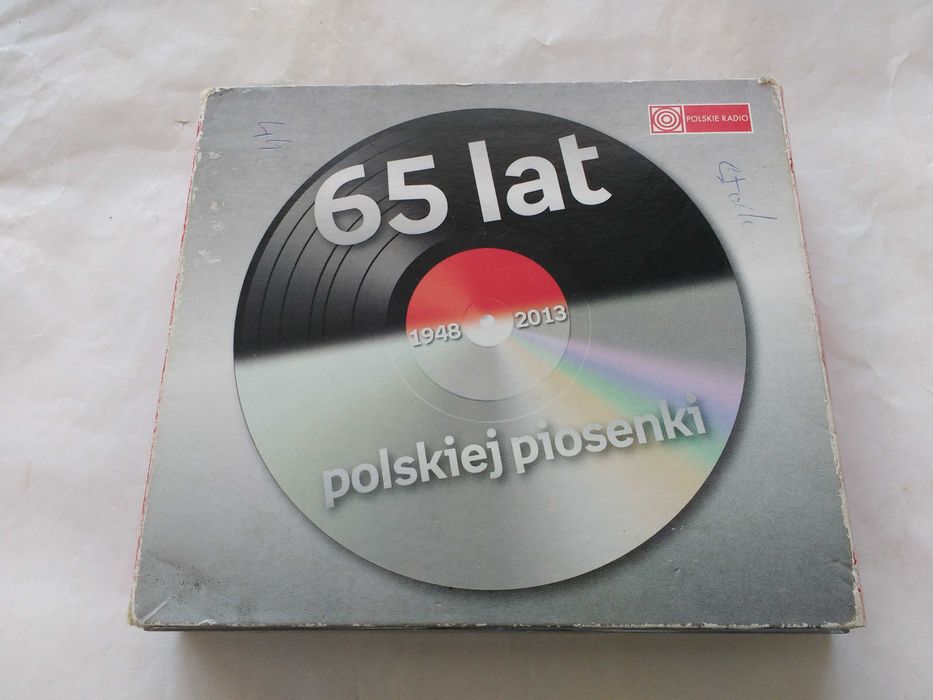 POLSKIE RADIO
65 lat
1948 2013
polskiej piosenki